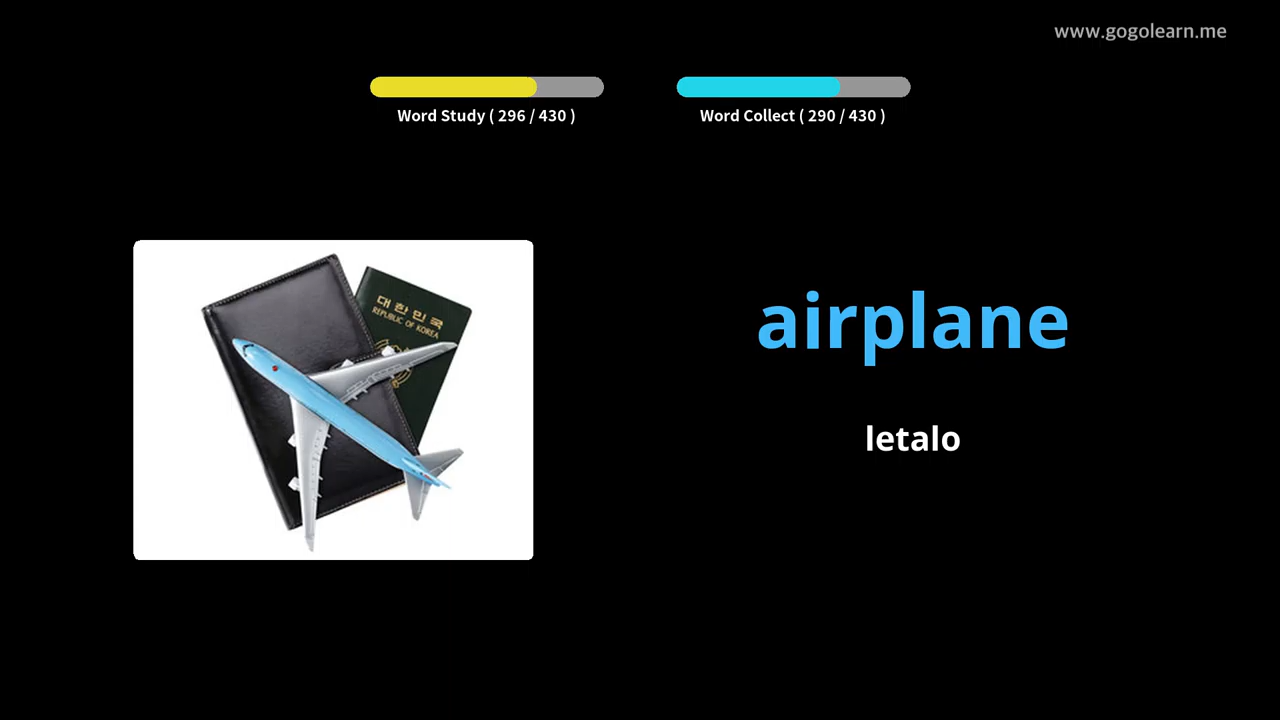 www.gogolearn.me
Word Study ( 296 / 430 )
Word Collect ( 290 / 430 )
대한민국
REPUBLIC OF KOREA
airplane
letalo